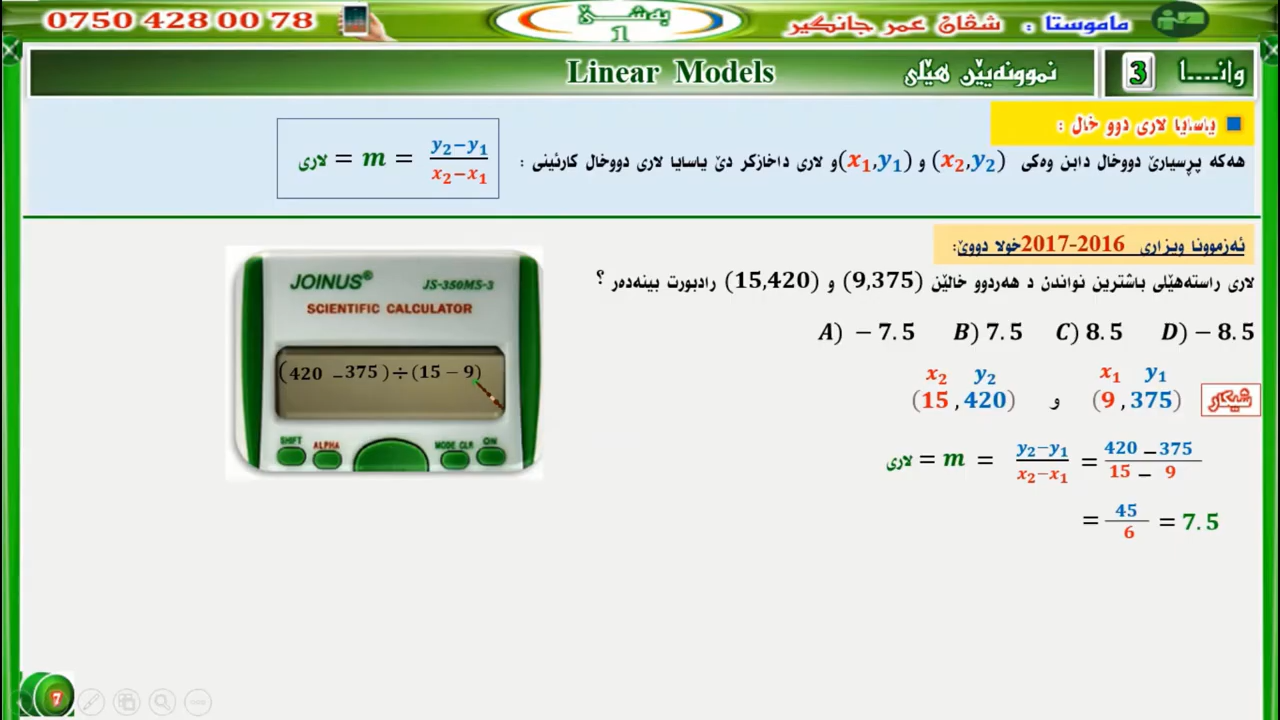 0750 428 00 78
بەشێ
1
ماموستا : شڤان عمر جانگیر
Linear Models
نموونەیێن هێلی
وانا 3
یاسایا لاری دوو خال :
هەکە پرسیارێ دووخال دابن وەکی (x₂,y₂) و (x₁,y₁) و لاری داخازکر دێ یاسایا لاری دووخال کارئینی :
لاری = m = (y₂−y₁)/(x₂−x₁)
ئەزموونا ویزاری 2016-2017 خولا دووێ:
لاری راستەهێلی باشترین نواندن د هەردوو خالێن (9,375) و (15,420) رادبورت بینەدەر ؟
A) − 7.5 B) 7.5 C) 8.5 D) − 8.5
x₂ y₂ x₁ y₁
شیکار (9 ,375) و (15 ,420)
لاری = m = (y₂−y₁)/(x₂−x₁) = (420 −375)/(15 − 9)
= 45/6 = 7.5
JOINUS® JS-350MS-3
SCIENTIFIC CALCULATOR
(420 −375 )÷(15 − 9)
SHIFT ALPHA MODE CLR ON
7